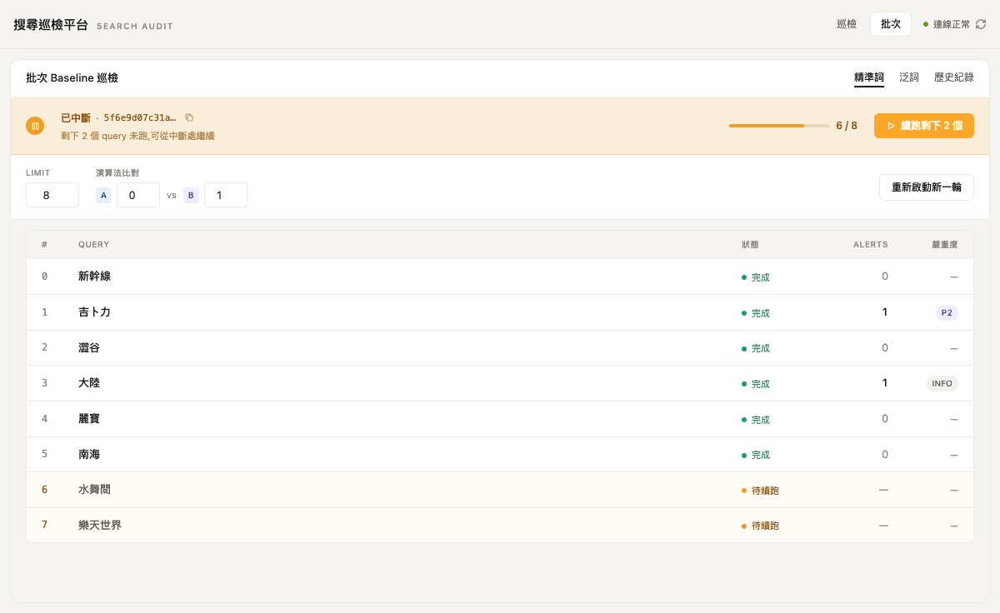 搜尋巡檢平台 SEARCH AUDIT 巡檢 批次 連線正常
批次 Baseline 巡檢 精準詞 泛詞 歷史紀錄
已中斷 · 5f6e9d07c31a…
剩下 2 個 query 未跑,可從中斷處繼續
6 / 8 續跑剩下 2 個
LIMIT 演算法比對
8 A 0 vs B 1 重新啟動新一輪
# QUERY 狀態 ALERTS 嚴重度
0 新幹線 完成 0 —
1 吉卜力 完成 1 P2
2 澀谷 完成 0 —
3 大陸 完成 1 INFO
4 麗寶 完成 0 —
5 南海 完成 0 —
6 水舞間 待續跑 — —
7 樂天世界 待續跑 — —